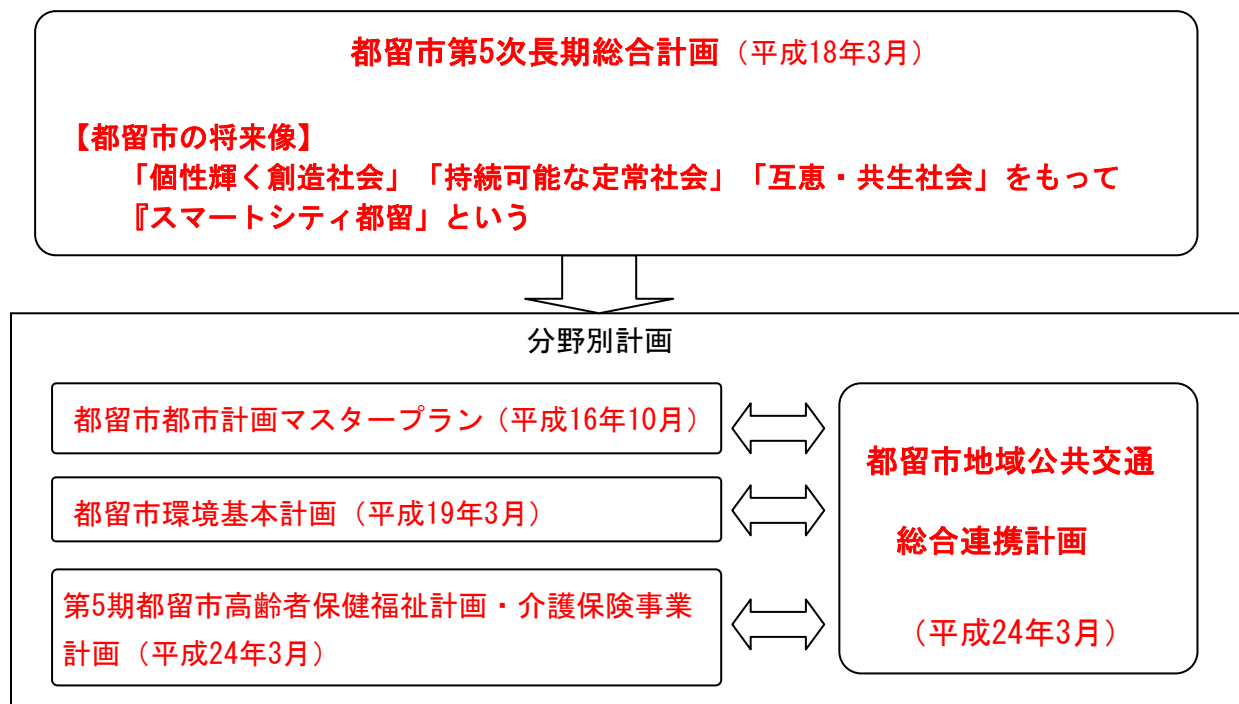 都留市第5次長期総合計画(平成18年3月)
【都留市の将来像】
「個性輝く創造社会」「持続可能な定常社会」「互恵・共生社会」をもって
『スマートシティ都留」という
分野別計画
都留市都市計画マスタープラン(平成16年10月)
都留市環境基本計画(平成19年3月)
第5期都留市高齢者保健福祉計画・介護保険事業
計画(平成24年3月)
都留市地域公共交通
総合連携計画
(平成24年3月)